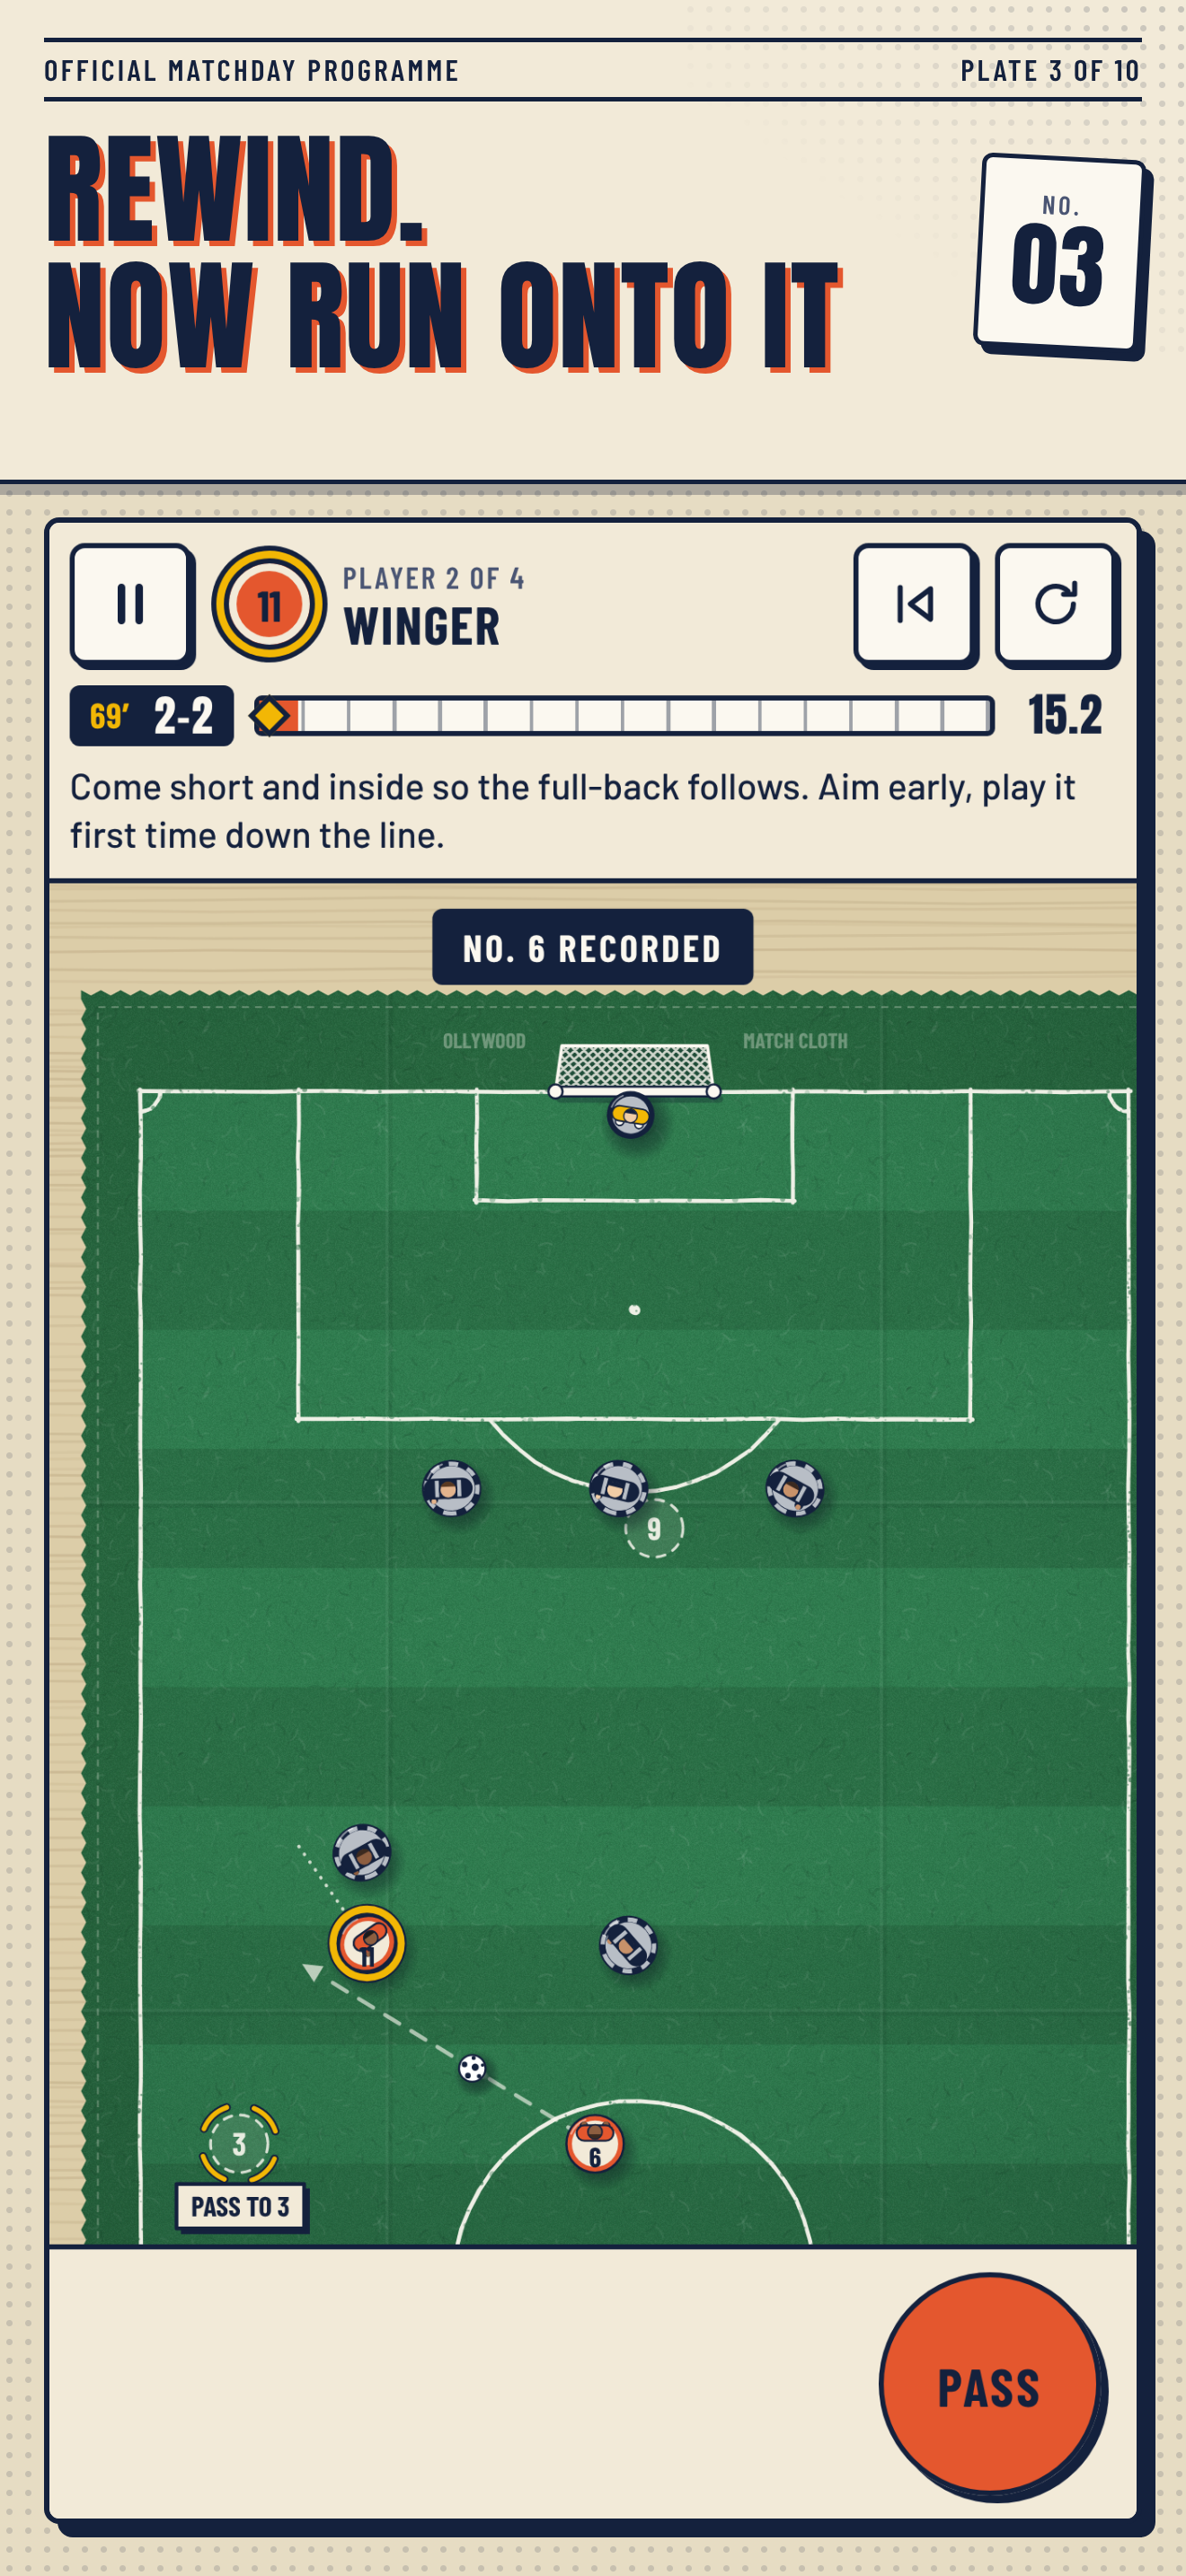 OFFICIAL MATCHDAY PROGRAMME
PLATE 3 OF 10
REWIND.
NOW RUN ONTO IT
NO.
03
11
PLAYER 2 OF 4
WINGER
69′ 2-2
15.2
Come short and inside so the full-back follows. Aim early, play it
first time down the line.
NO. 6 RECORDED
OLLYWOOD
MATCH CLOTH
9
11
3
6
PASS TO 3
PASS